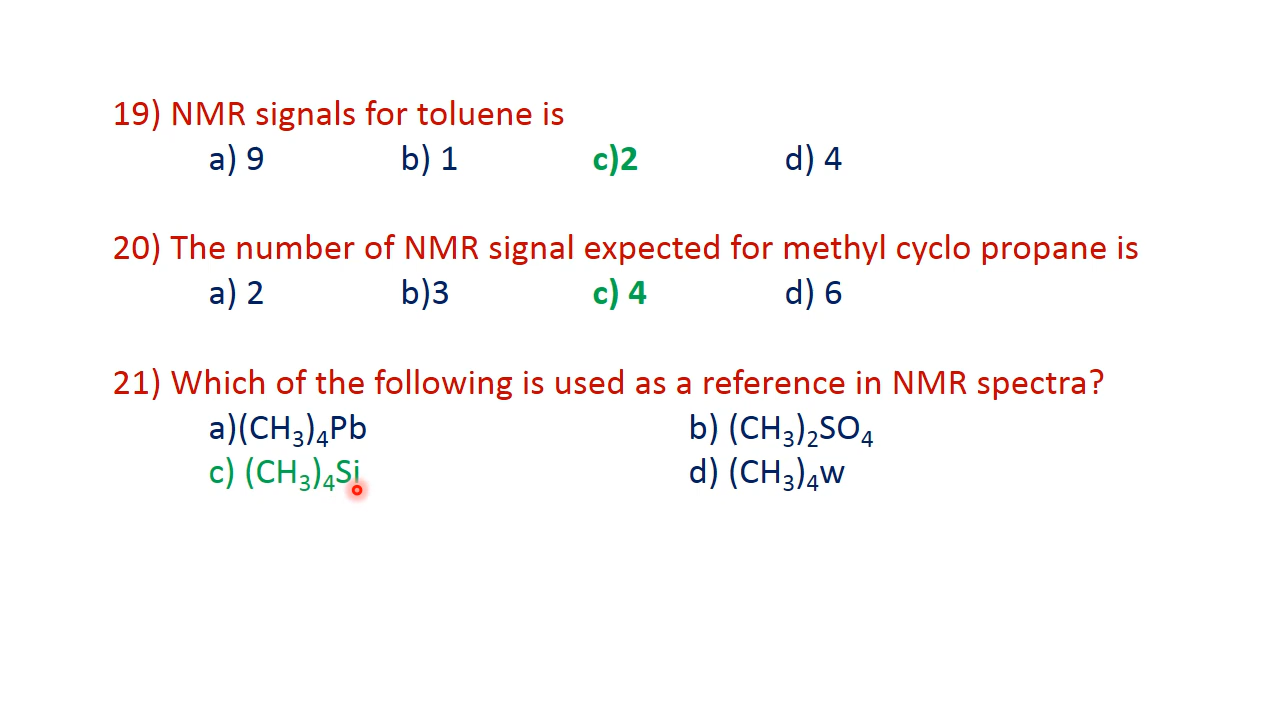 19) NMR signals for toluene is
a) 9 b) 1 c)2 d) 4
20) The number of NMR signal expected for methyl cyclo propane is
a) 2 b)3 c) 4 d) 6
21) Which of the following is used as a reference in NMR spectra?
a)(CH₃)₄Pb b) (CH₃)₂SO₄
c) (CH₃)₄Si d) (CH₃)₄w